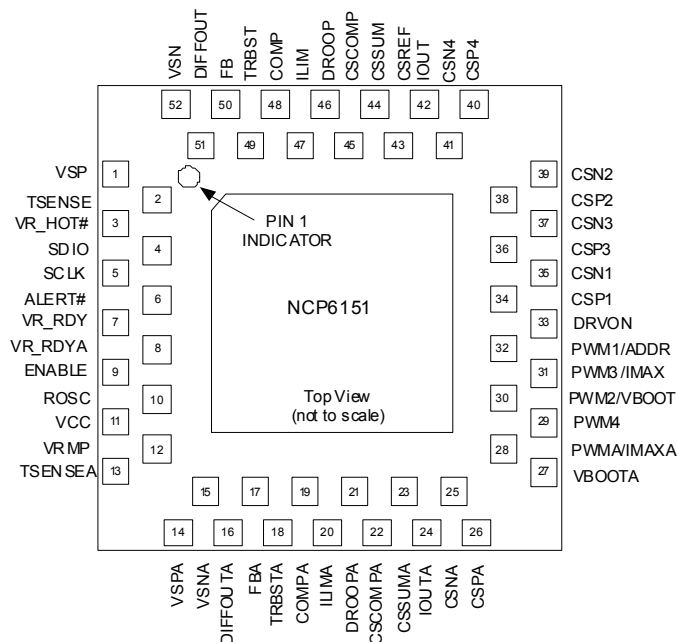 VSN
DIFFOUT
FB
TRBST
COMP
ILIM
DROOP
CSCOMP
CSSUM
CSREF
IOUT
CSN4
CSP4
52
50
48
46
44
42
40
51
49
47
45
43
41
VSP 1
TSENSE 2
VR_HOT# 3
SDIO 4
SCLK 5
ALERT# 6
VR_RDY 7
VR_RDYA 8
ENABLE 9
ROSC 10
VCC 11
VRMP 12
TSENSEA 13
PIN 1
INDICATOR
NCP6151
Top View
(not to scale)
39 CSN2
38 CSP2
37 CSN3
36 CSP3
35 CSN1
34 CSP1
33 DRVON
32 PWM1/ADDR
31 PWM3/IMAX
30 PWM2/VBOOT
29 PWM4
28 PWMA/IMAXA
27 VBOOTA
15
17
19
21
23
25
14
16
18
20
22
24
26
VSPA
VSNA
DIFFOUTA
FBA
TRBSTA
COMPA
ILIMA
DROOPA
CSCOMPA
CSSUMA
IOUTA
CSNA
CSPA